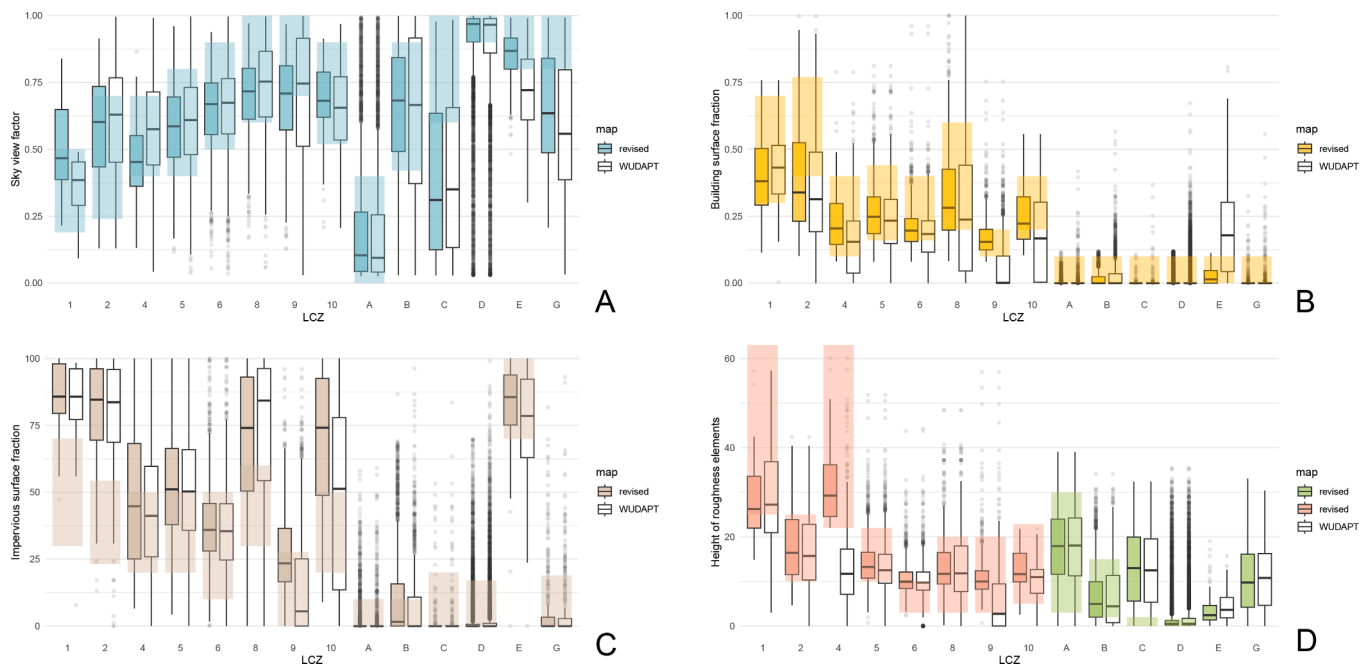 1.00
0.75
0.50
0.25
0.00
Sky view factor
1 2 4 5 6 8 9 10 A B C D E G
LCZ
map
revised
WUDAPT
A
1.00
0.75
0.50
0.25
0.00
Building surface fraction
1 2 4 5 6 8 9 10 A B C D E G
LCZ
map
revised
WUDAPT
B
100
75
50
25
0
Impervious surface fraction
1 2 4 5 6 8 9 10 A B C D E G
LCZ
map
revised
WUDAPT
C
60
40
20
0
Height of roughness elements
1 2 4 5 6 8 9 10 A B C D E G
LCZ
map
revised
revised
WUDAPT
D